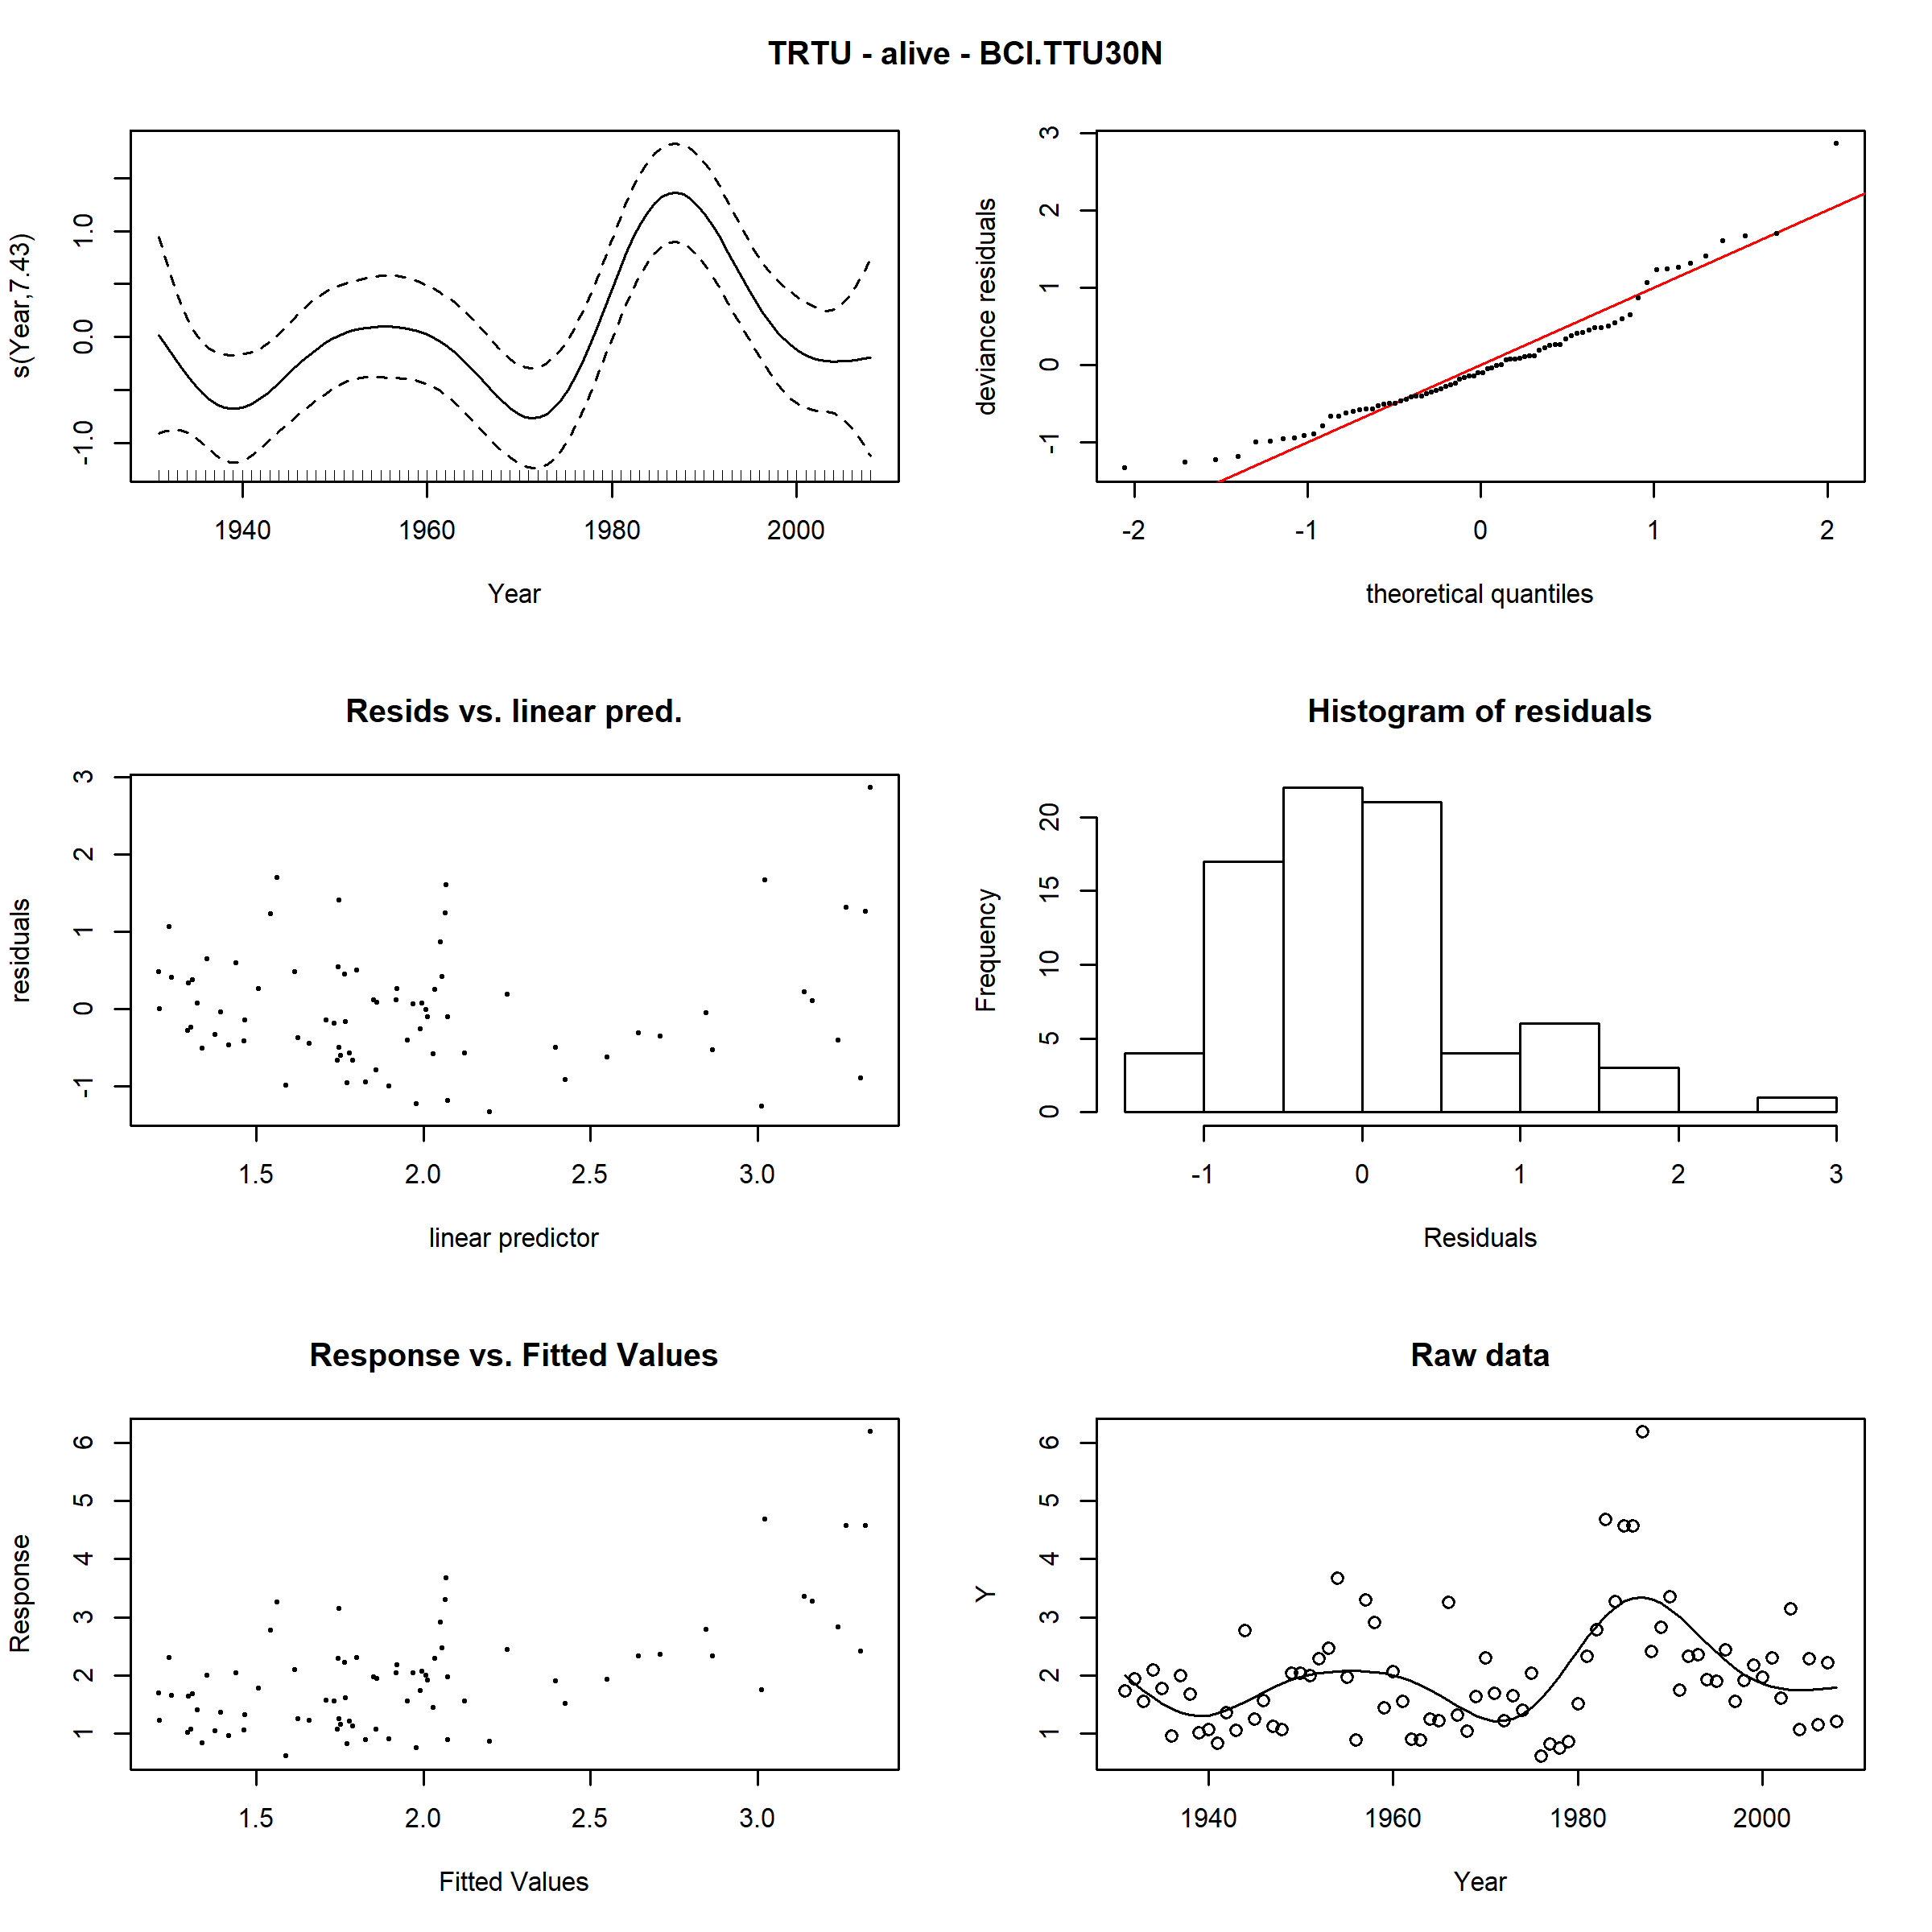 TRTU - alive - BCI.TTU30N
s(Year,7.43)
-1.0 0.0 1.0
1940 1960 1980 2000
Year
deviance residuals
-1 0 1 2 3
-2 -1 0 1 2
theoretical quantiles
Resids vs. linear pred.
residuals
-1 0 1 2 3
1.5 2.0 2.5 3.0
linear predictor
Histogram of residuals
Frequency
0 5 10 15 20
-1 0 1 2 3
Residuals
Response vs. Fitted Values
Response
1 2 3 4 5 6
1.5 2.0 2.5 3.0
Fitted Values
Raw data
Y
1 2 3 4 5 6
1940 1960 1980 2000
Year